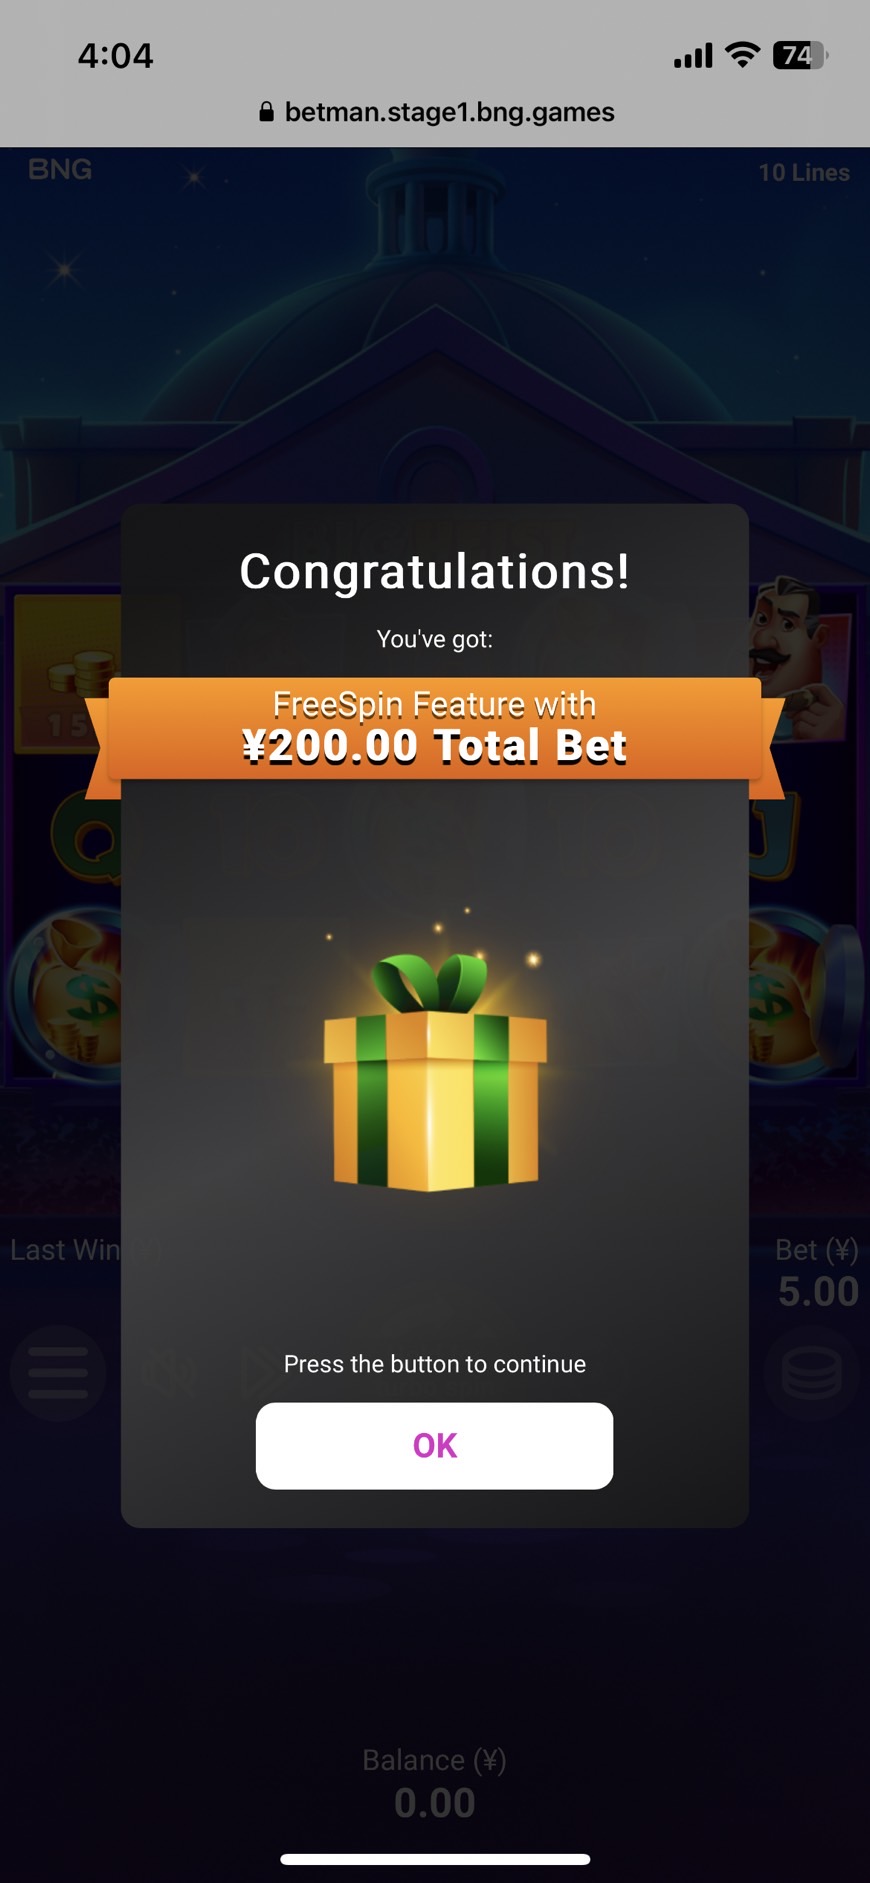 4:04
74
betman.stage1.bng.games
BNG
10 Lines
Congratulations!
You've got:
FreeSpin Feature with
¥200.00 Total Bet
15
Q
J
$
$
Last Win (¥)
Bet (¥)
5.00
Press the button to continue
OK
Balance (¥)
0.00